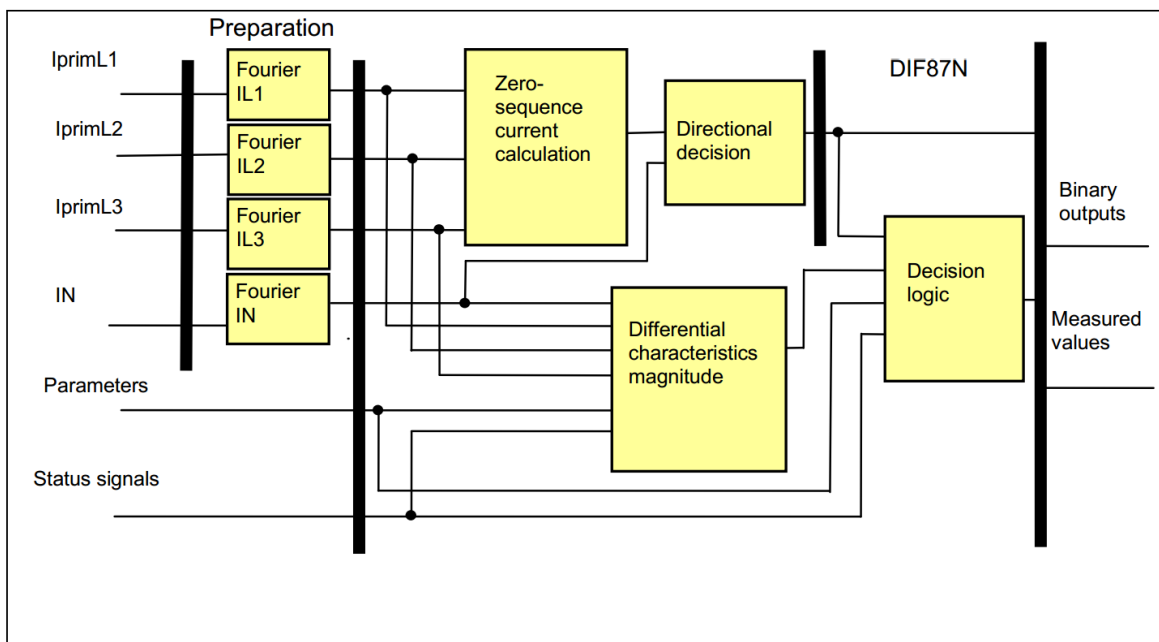 Preparation
IprimL1
Fourier
IL1
IprimL2
Fourier
IL2
IprimL3
Fourier
IL3
IN
Fourier
IN
Parameters
Status signals
Zero-
sequence
current
calculation
Directional
decision
DIF87N
Differential
characteristics
magnitude
Decision
logic
Binary
outputs
Measured
values